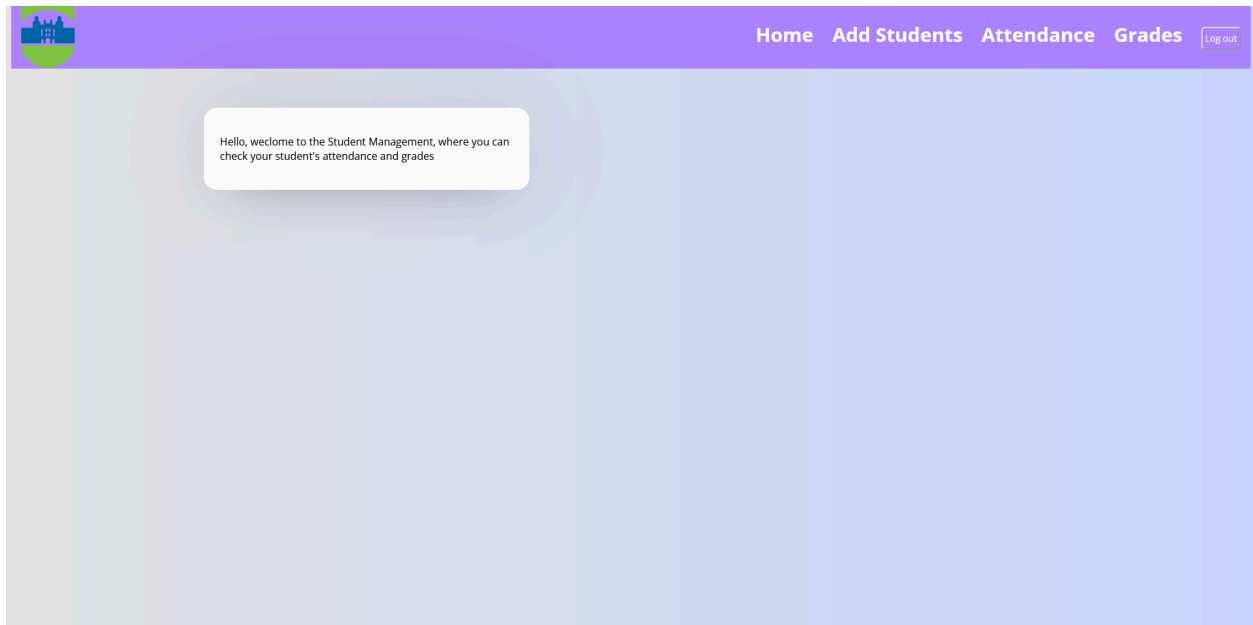 Home Add Students Attendance Grades Log out
Hello, weclome to the Student Management, where you can
check your student's attendance and grades